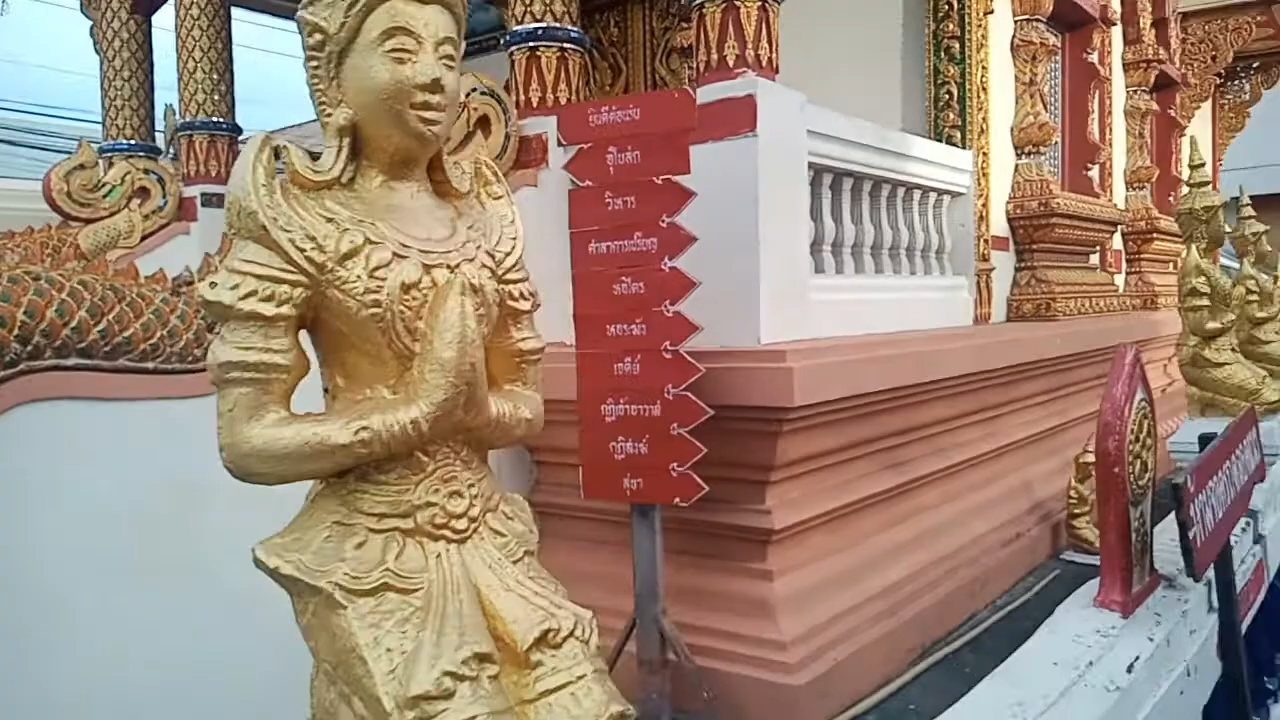 ยินดีต้อนรับ
อุโบสถ
วิหาร
ศาลาการเปรียญ
หอไตร
หอระฆัง
เจดีย์
กุฏิเจ้าอาวาส
กุฏิสงฆ์
สุขา